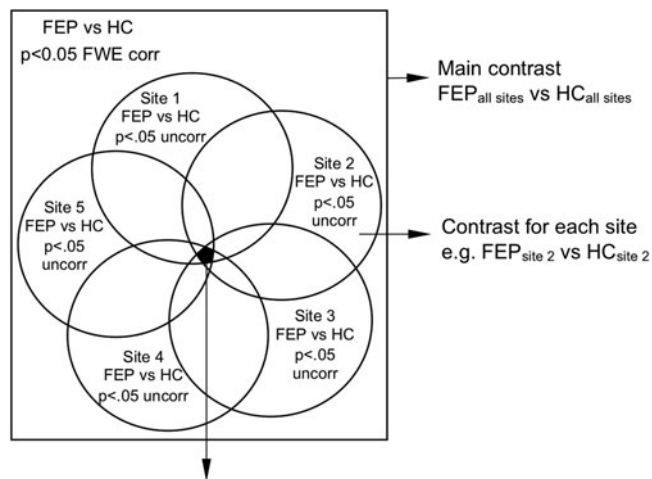 FEP vs HC
p<0.05 FWE corr
Site 1
FEP vs HC
p<.05 uncorr
Site 2
FEP vs HC
p<.05
uncorr
Site 5
FEP vs HC
p<.05
uncorr
Site 3
FEP vs HC
p<.05
uncorr
Site 4
FEP vs HC
p<.05 uncorr
Main contrast
FEPall sites vs HCall sites
Contrast for each site
e.g. FEPsite 2 vs HCsite 2